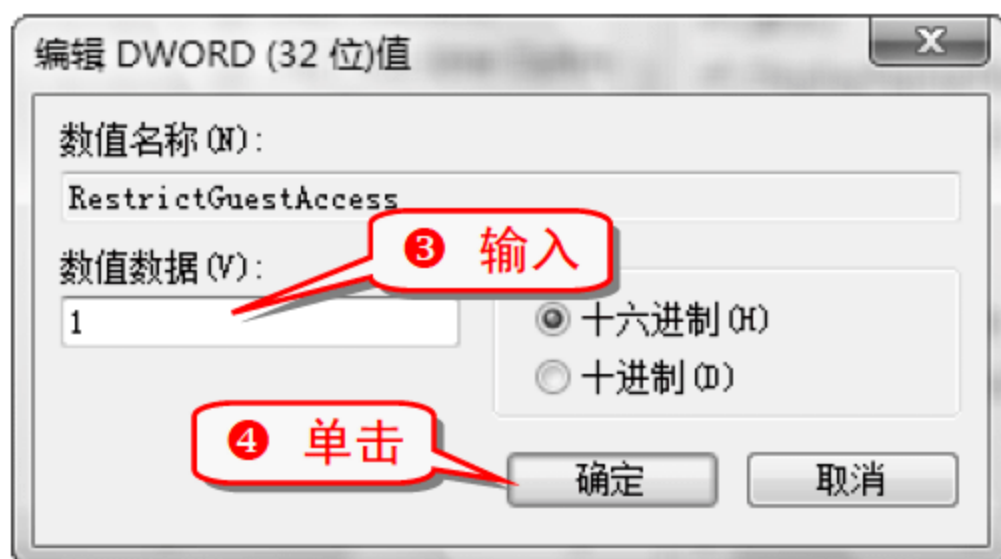 编辑 DWORD (32 位)值
数值名称(N):
RestrictGuestAccess
❸ 输入
数值数据(V):
1
十六进制(H)
十进制(D)
❹ 单击
确定
取消